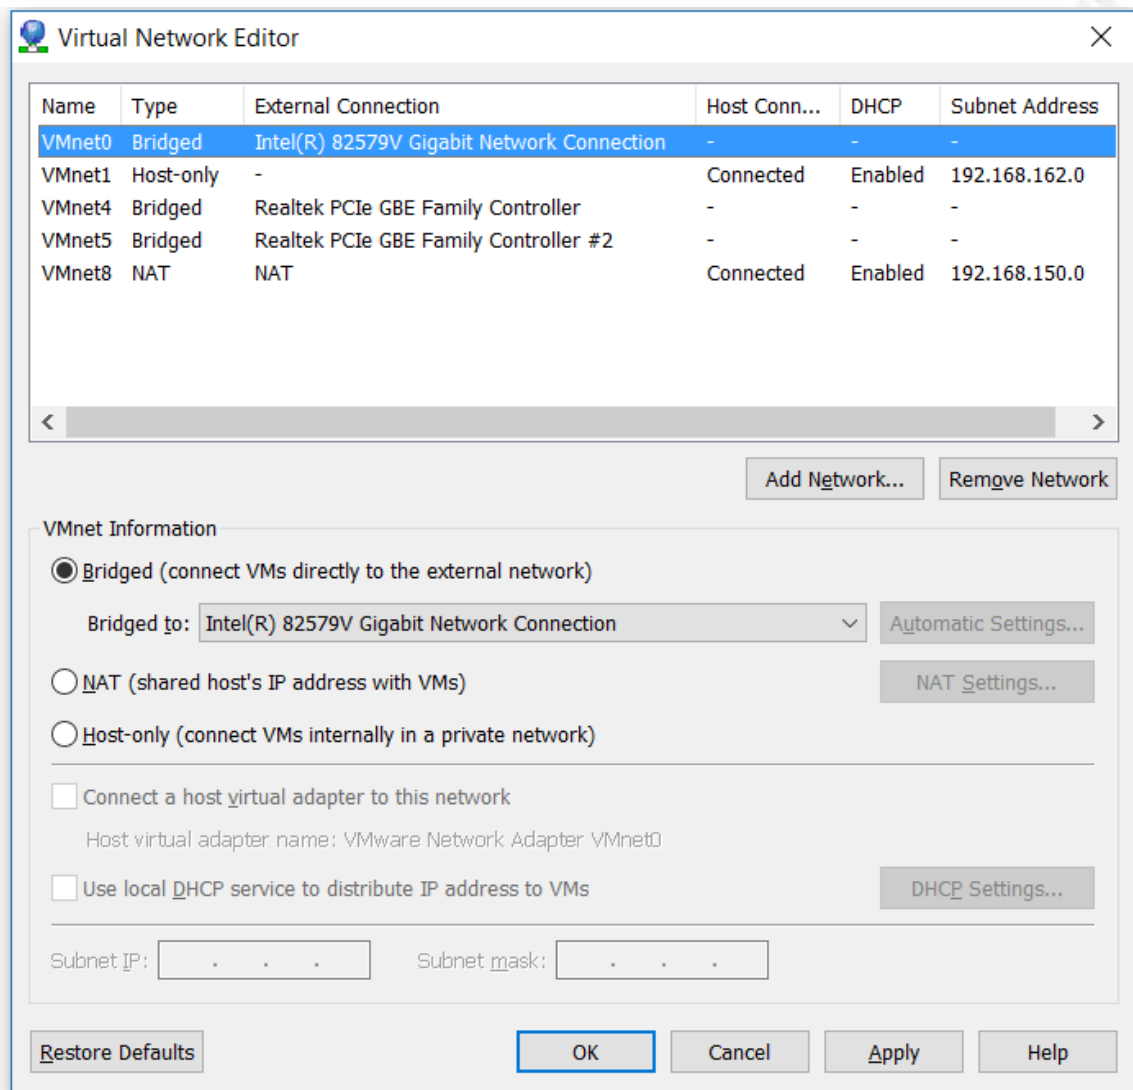 Virtual Network Editor
Name Type External Connection Host Conn... DHCP Subnet Address
VMnet0 Bridged Intel(R) 82579V Gigabit Network Connection - - -
VMnet1 Host-only - Connected Enabled 192.168.162.0
VMnet4 Bridged Realtek PCIe GBE Family Controller - - -
VMnet5 Bridged Realtek PCIe GBE Family Controller #2 - - -
VMnet8 NAT NAT Connected Enabled 192.168.150.0
Add Network... Remove Network
VMnet Information
Bridged (connect VMs directly to the external network)
Bridged to: Intel(R) 82579V Gigabit Network Connection Automatic Settings...
NAT (shared host's IP address with VMs) NAT Settings...
Host-only (connect VMs internally in a private network)
Connect a host virtual adapter to this network
Host virtual adapter name: VMware Network Adapter VMnet0
Use local DHCP service to distribute IP address to VMs DHCP Settings...
Subnet IP: . . . Subnet mask: . . .
Restore Defaults OK Cancel Apply Help